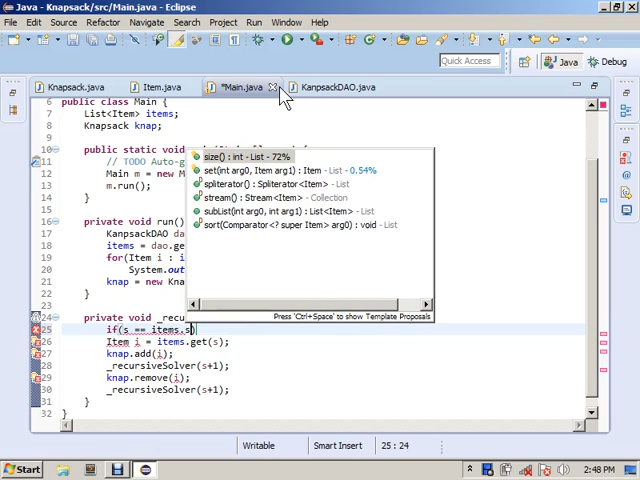 Java - Knapsack/src/Main.java - Eclipse
File Edit Source Refactor Navigate Search Project Run Window Help
Quick Access
Java
Debug
Knapsack.java
Item.java
*Main.java
KanpsackDAO.java
6 public class Main {
7 List<Item> items;
8 Knapsack knap;
9
10 public static void
11 // TODO Auto-g
12 Main m = new M
13 m.run();
14 }
15
16 private void run()
17 KanpsackDAO da
18 items = dao.ge
19 for(Item i : i
20 System.out
21 knap = new Kna
22 }
23
24 private void _recu
25 if(s == items.s)
26 Item i = items.get(s);
27 knap.add(i);
28 _recursiveSolver(s+1);
29 knap.remove(i);
30 _recursiveSolver(s+1);
31 }
32 }
size() : int - List - 72%
set(int arg0, Item arg1) : Item - List - 0.54%
spliterator() : Spliterator<Item> - List
stream() : Stream<Item> - Collection
subList(int arg0, int arg1) : List<Item> - List
sort(Comparator<? super Item> arg0) : void - List
Press 'Ctrl+Space' to show Template Proposals
Writable
Smart Insert
25 : 24
Start
2:48 PM